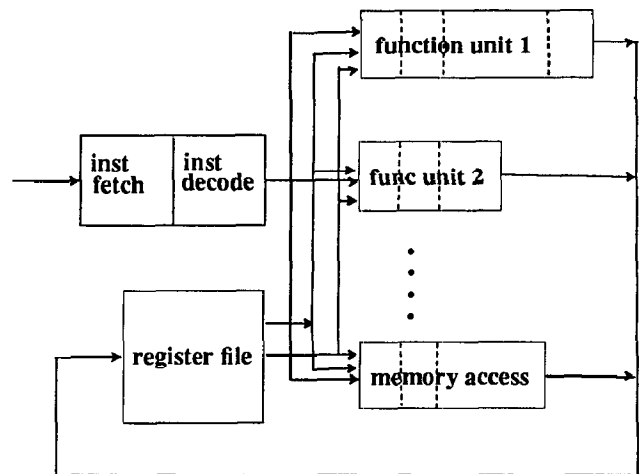 function unit 1
inst
fetch
inst
decode
func unit 2
register file
memory access